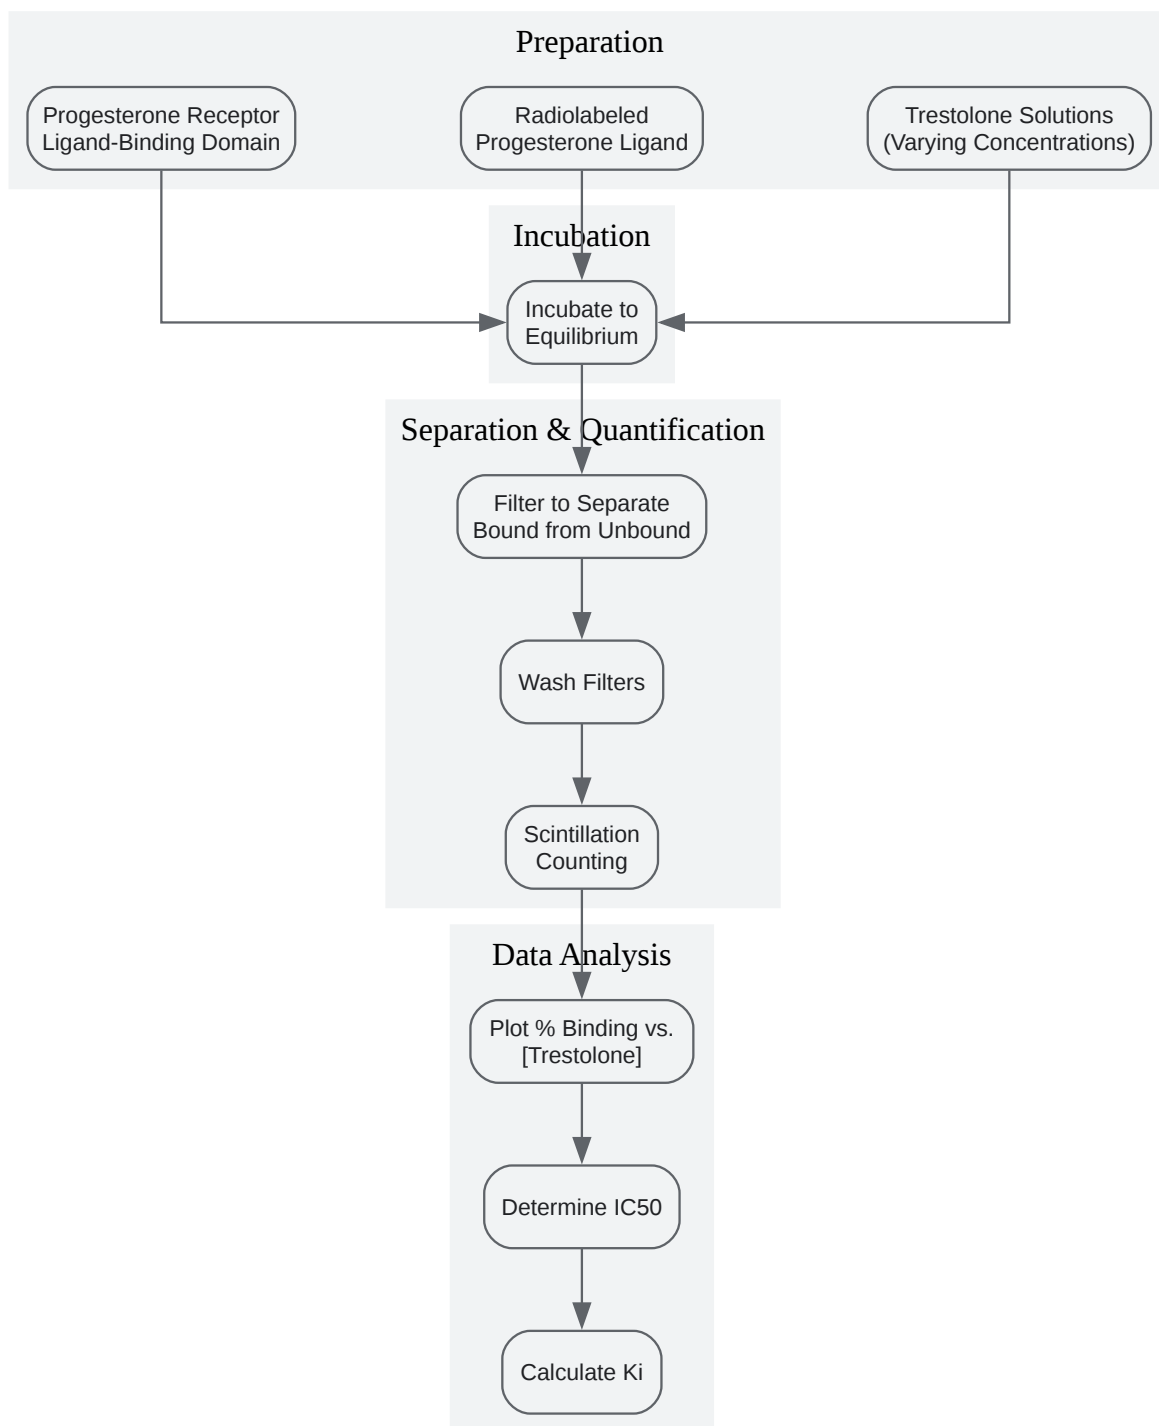 Preparation
Progesterone Receptor
Ligand-Binding Domain
Radiolabeled
Progesterone Ligand
Trestolone Solutions
(Varying Concentrations)
Incubation
Incubate to
Equilibrium
Separation & Quantification
Filter to Separate
Bound from Unbound
Wash Filters
Scintillation
Counting
Data Analysis
Plot % Binding vs.
[Trestolone]
Determine IC50
Calculate Ki